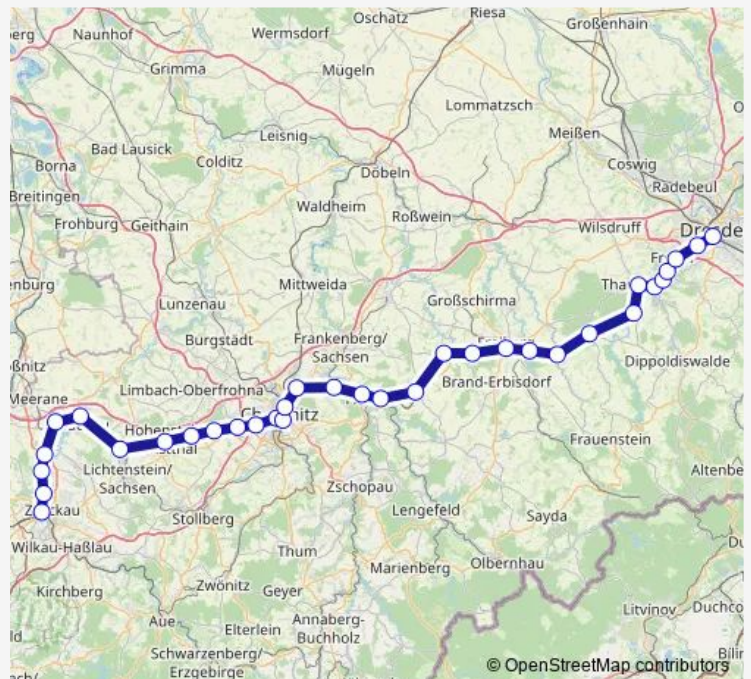 Oschatz
Riesa
Naunhof
Wermsdorf
Großenhain
Grimma
Mügeln
Lommatzsch
Leisnig
Meißen
Bad Lausick
Borna
Colditz
Coswig
Döbeln
Radebeul
Breitingen
Waldheim
Frohburg
Geithain
Roßwein
Wilsdruff
Mittweida
Großschirma
Lunzenau
Burgstädt
Frankenberg/
Sachsen
Dippoldiswalde
Meerane
Limbach-Oberfrohna
Brand-Erbisdorf
Frauenstein
Lichtenstein/
Sachsen
Altenbe
Zschopau
Stollberg
Lengefeld
Sayda
Wilkau-Haßlau
Thum
Marienberg
Olbernhau
Zwönitz
Geyer
Kirchberg
Litvínov
Duchco
Aue
Elterlein
Annaberg-
Buchholz
Schwarzenberg/
Erzgebirge
© OpenStreetMap contributors